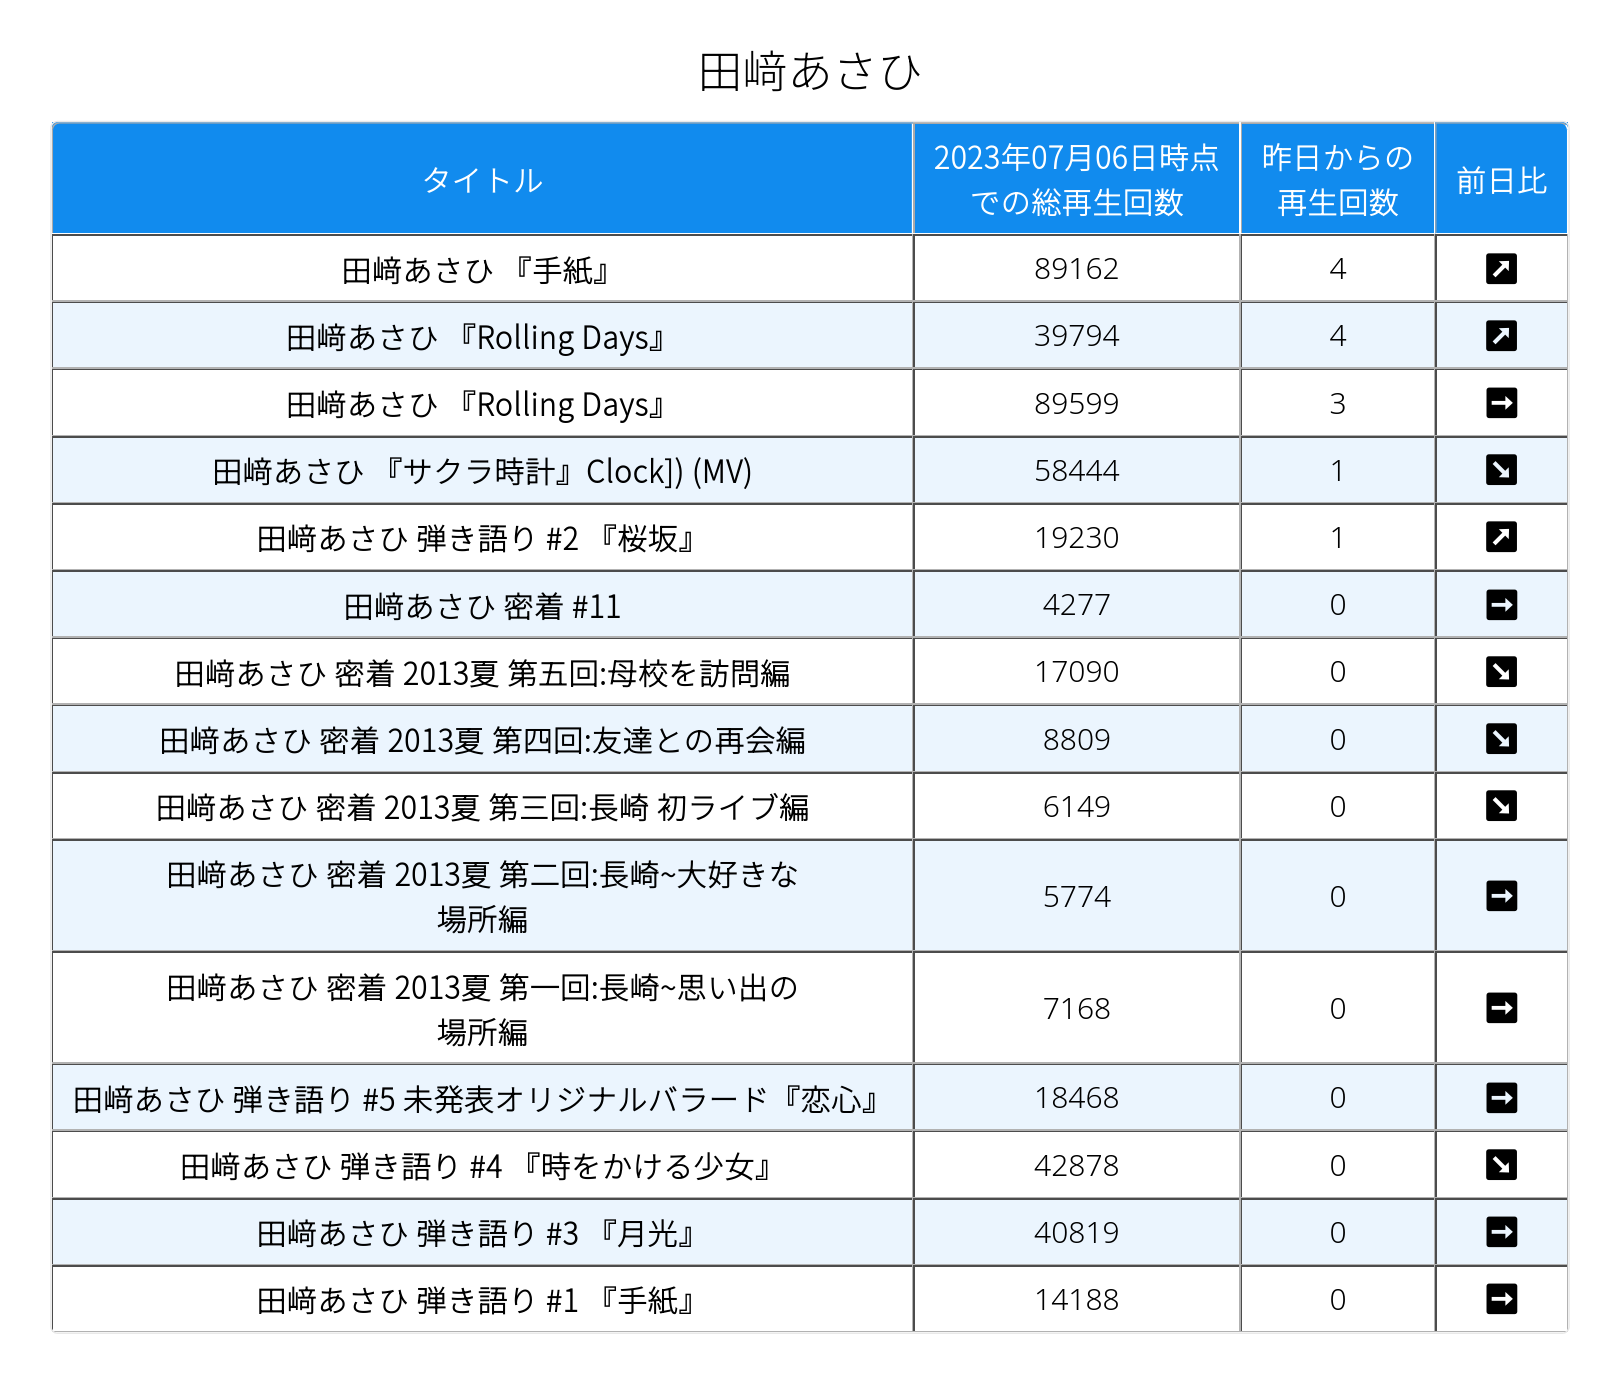 田﨑あさひ
タイトル
2023年07月06日時点
での総再生回数
昨日からの
再生回数
前日比
田﨑あさひ 『手紙』 89162 4
田﨑あさひ 『Rolling Days』 39794 4
田﨑あさひ 『Rolling Days』 89599 3
田﨑あさひ 『サクラ時計』Clock]) (MV) 58444 1
田﨑あさひ 弾き語り #2 『桜坂』 19230 1
田﨑あさひ 密着 #11 4277 0
田﨑あさひ 密着 2013夏 第五回:母校を訪問編 17090 0
田﨑あさひ 密着 2013夏 第四回:友達との再会編 8809 0
田﨑あさひ 密着 2013夏 第三回:長崎 初ライブ編 6149 0
田﨑あさひ 密着 2013夏 第二回:長崎~大好きな
場所編 5774 0
田﨑あさひ 密着 2013夏 第一回:長崎~思い出の
場所編 7168 0
田﨑あさひ 弾き語り #5 未発表オリジナルバラード『恋心』 18468 0
田﨑あさひ 弾き語り #4 『時をかける少女』 42878 0
田﨑あさひ 弾き語り #3 『月光』 40819 0
田﨑あさひ 弾き語り #1 『手紙』 14188 0